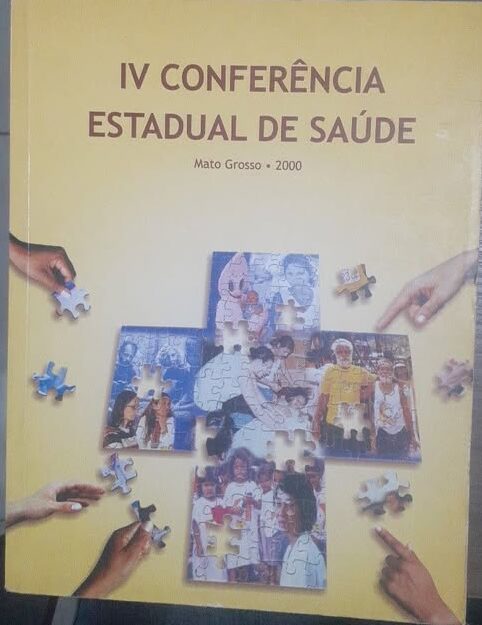 IV CONFERÊNCIA
ESTADUAL DE SAÚDE
Mato Grosso • 2000